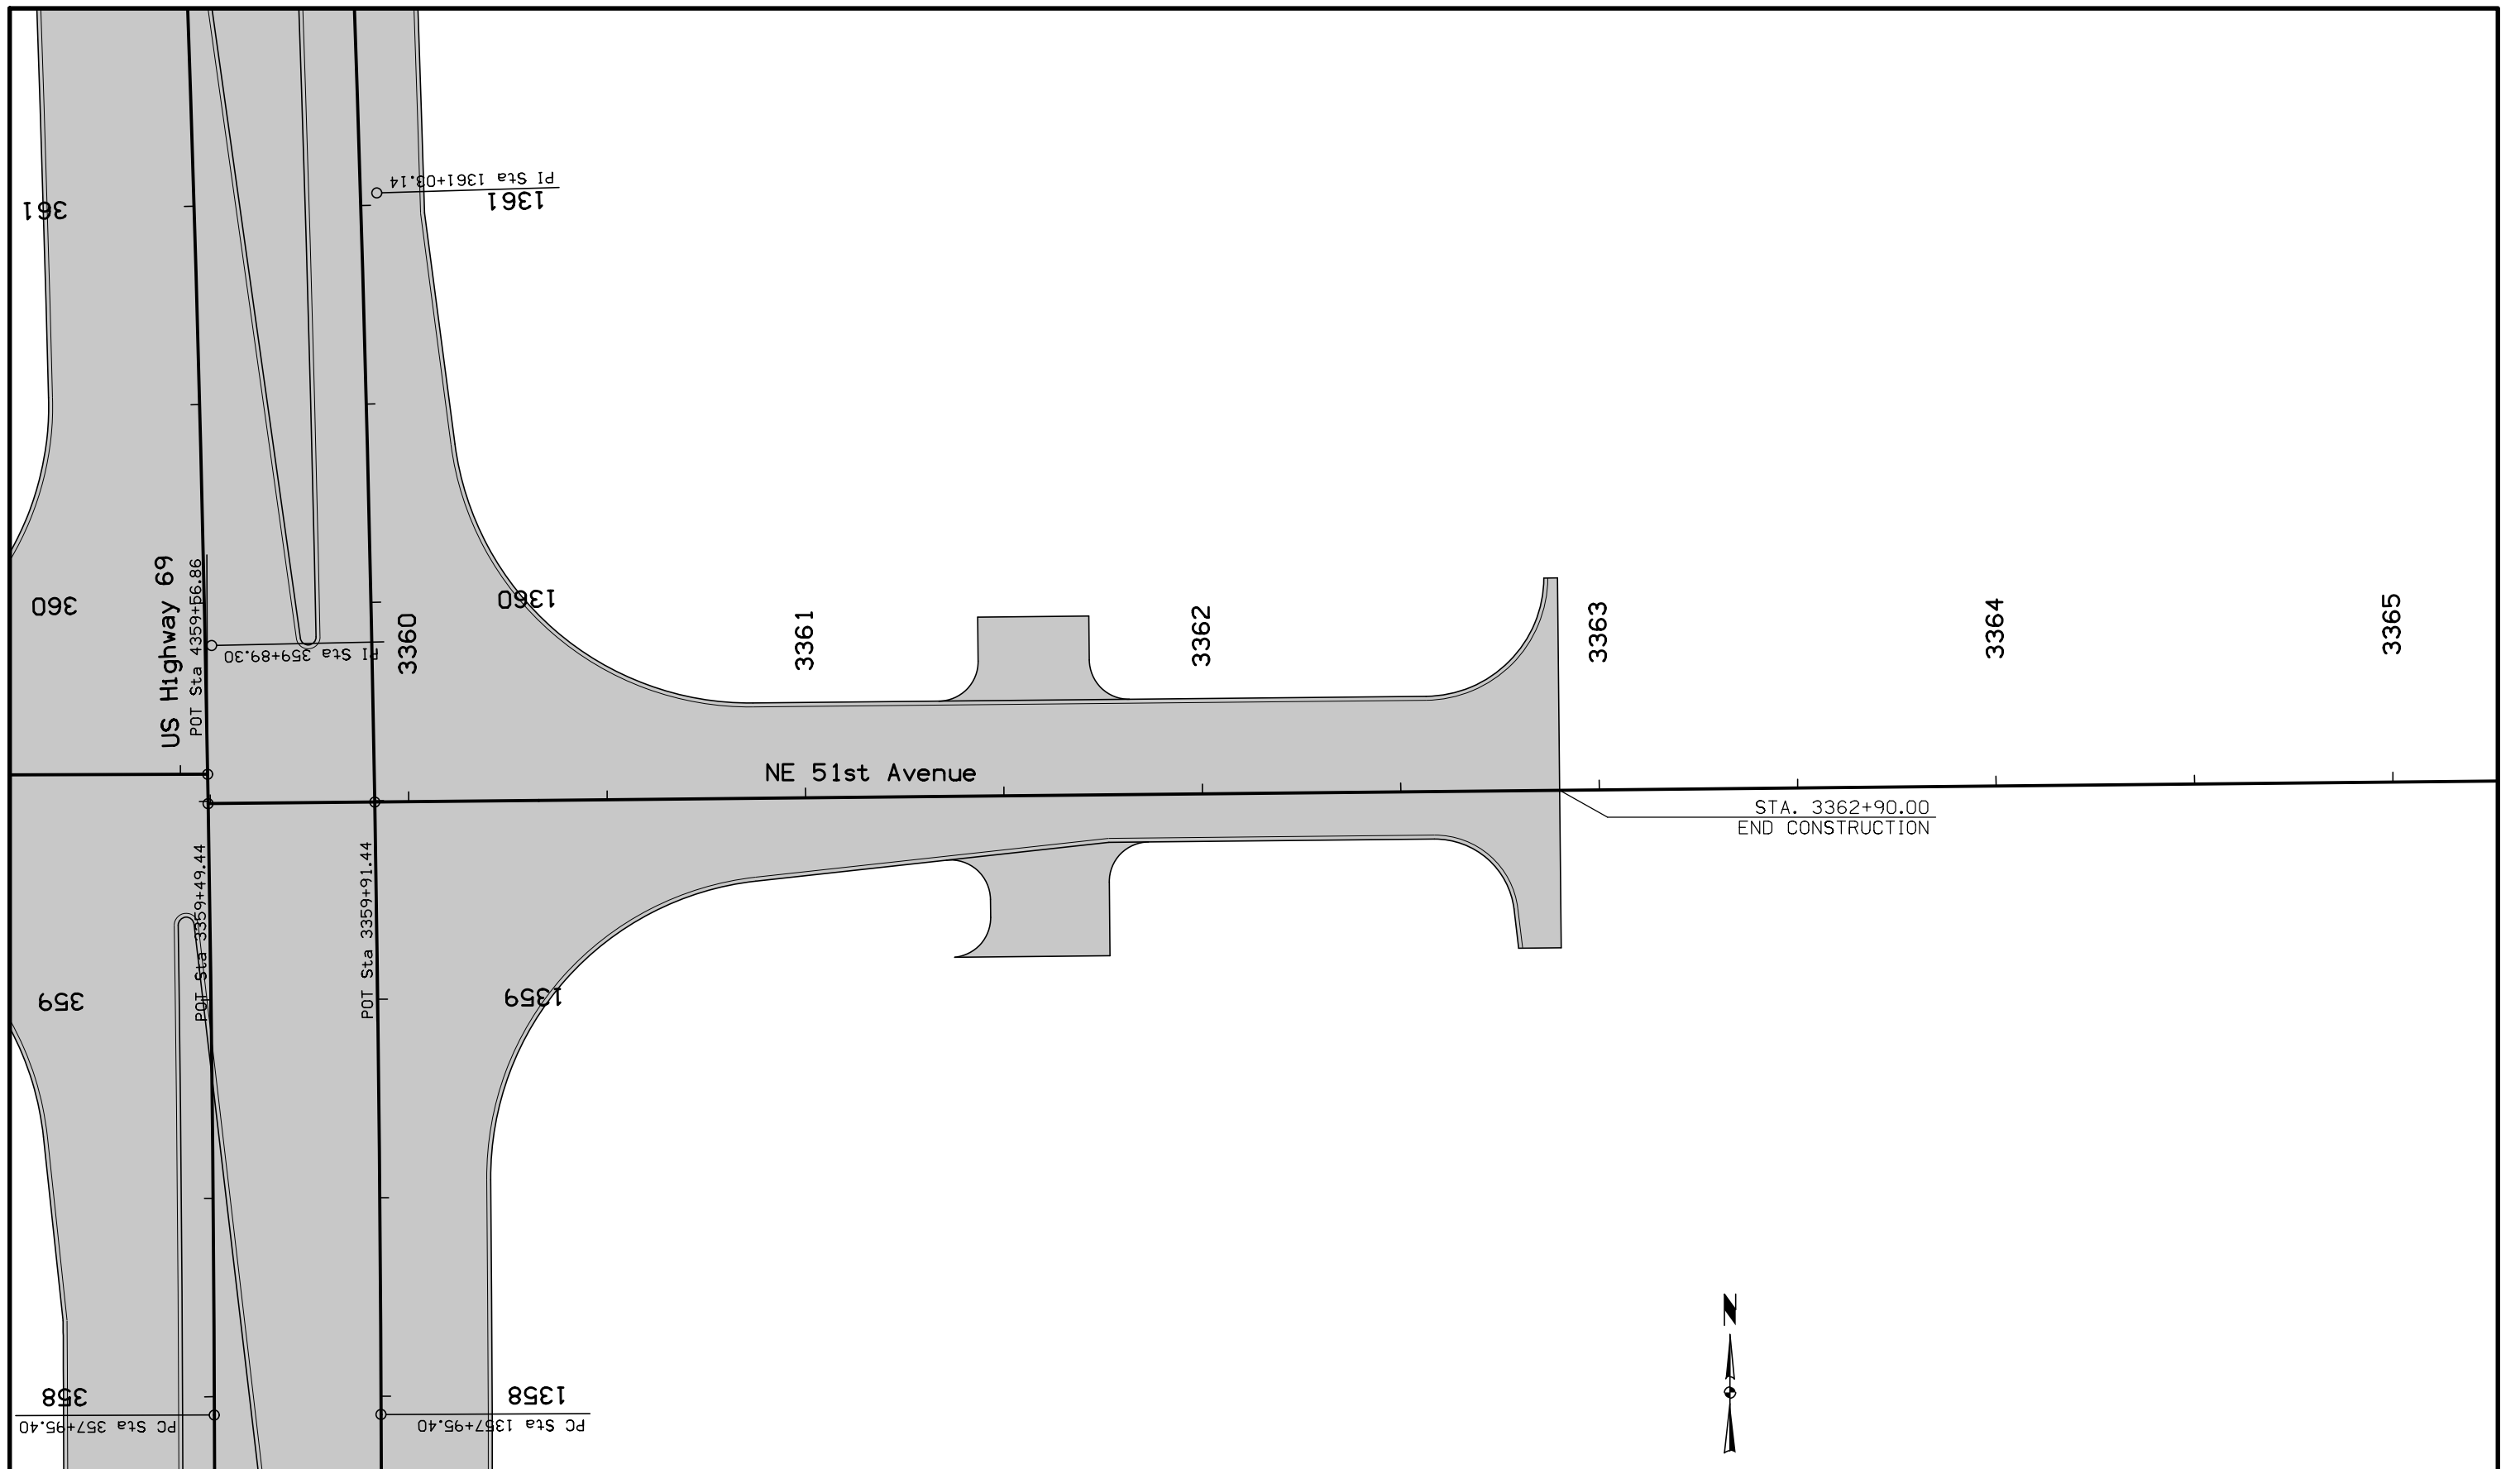 PI Sta 1361+03.14
361
1361
US Highway 69
POT Sta 4359+56.86
360
1360
PI Sta 359+89.30
3360
3361
3362
3363
3364
3365
NE 51st Avenue
STA. 3362+90.00
END CONSTRUCTION
POT Sta 3359+49.44
POT Sta 3359+91.44
359
1359
N
358
1358
PC Sta 357+95.40
PC Sta 1357+95.40